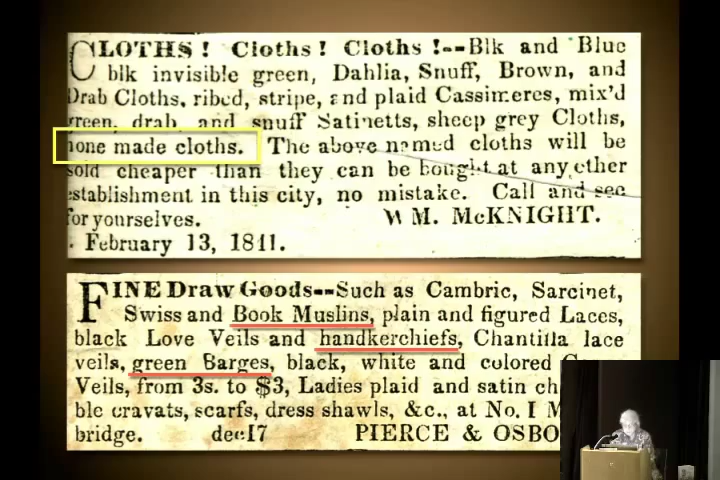 CLOTHS! Cloths! Cloths!--Blk and Blue
blk invisible green, Dahlia, Snuff, Brown, and
Drab Cloths, ribed, stripe, and plaid Cassimeres, mix'd
green, drab and snuff Satinetts, sheep grey Cloths,
home made cloths. The above named cloths will be
sold cheaper than they can be bought at any other
establishment in this city, no mistake. Call and see
for yourselves. WM. McKNIGHT.
February 13, 1841.
FINE Draw Goods--Such as Cambric, Sarcinet,
Swiss and Book Muslins, plain and figured Laces,
black Love Veils and handkerchiefs, Chantilla lace
veils, green Barges, black, white and colored
Veils, from 3s. to $3, Ladies plaid and satin
ble cravats, scarfs, dress shawls, &c., at No. 1
bridge. dec17 PIERCE & OSBO